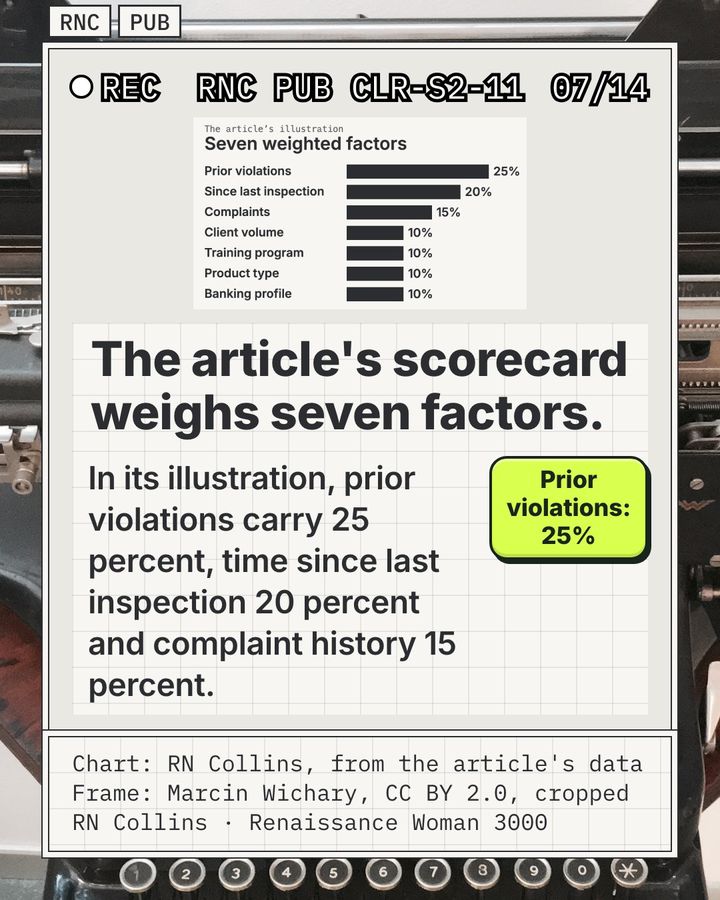 RNC PUB
REC RNC PUB CLR-S2-11 07/14
The article's illustration
Seven weighted factors
Prior violations 25%
Since last inspection 20%
Complaints 15%
Client volume 10%
Training program 10%
Product type 10%
Banking profile 10%
The article's scorecard
weighs seven factors.
In its illustration, prior
violations carry 25
percent, time since last
inspection 20 percent
and complaint history 15
percent.
Prior
violations:
25%
Chart: RN Collins, from the article's data
Frame: Marcin Wichary, CC BY 2.0, cropped
RN Collins · Renaissance Woman 3000
1 2 3 4 5 6 7 8 9 0